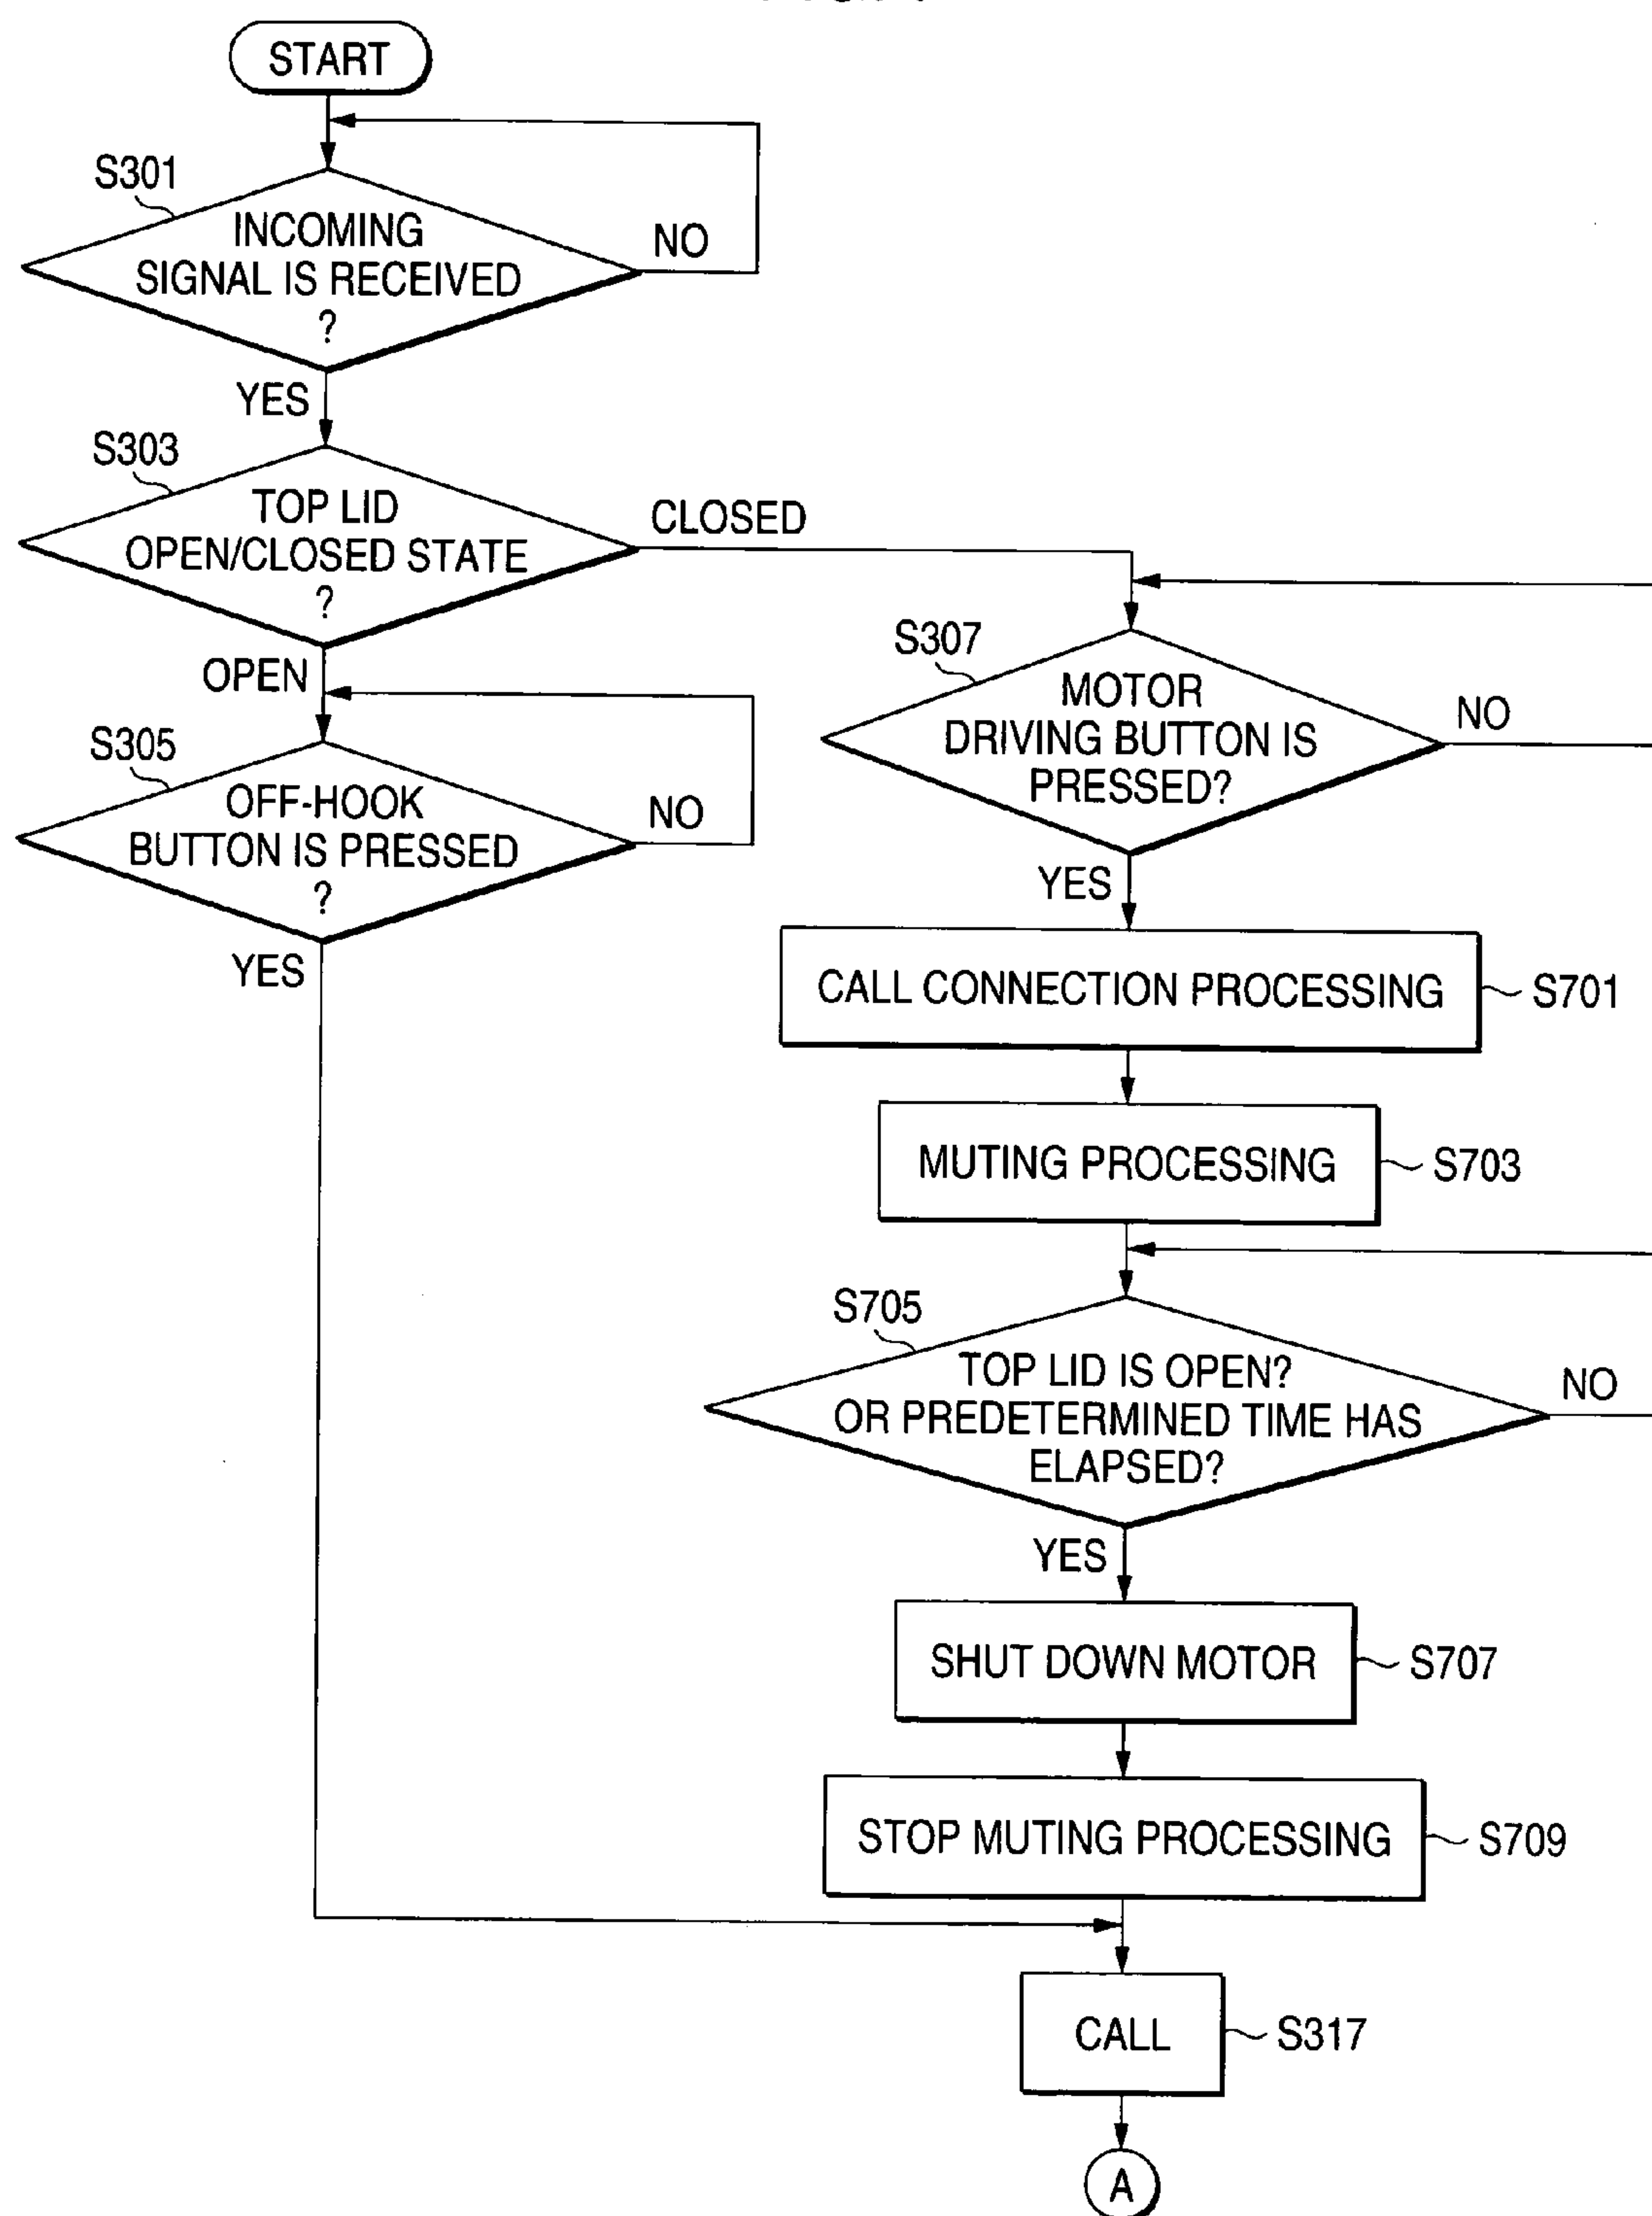 START
S301
INCOMING
SIGNAL IS RECEIVED
?
NO
YES
S303
TOP LID
OPEN/CLOSED STATE
?
CLOSED
OPEN
S305
OFF-HOOK
BUTTON IS PRESSED
?
NO
YES
S307
MOTOR
DRIVING BUTTON IS
PRESSED?
NO
YES
CALL CONNECTION PROCESSING
S701
MUTING PROCESSING
S703
S705
TOP LID IS OPEN?
OR PREDETERMINED TIME HAS
ELAPSED?
NO
YES
SHUT DOWN MOTOR
S707
STOP MUTING PROCESSING
S709
CALL
S317
A